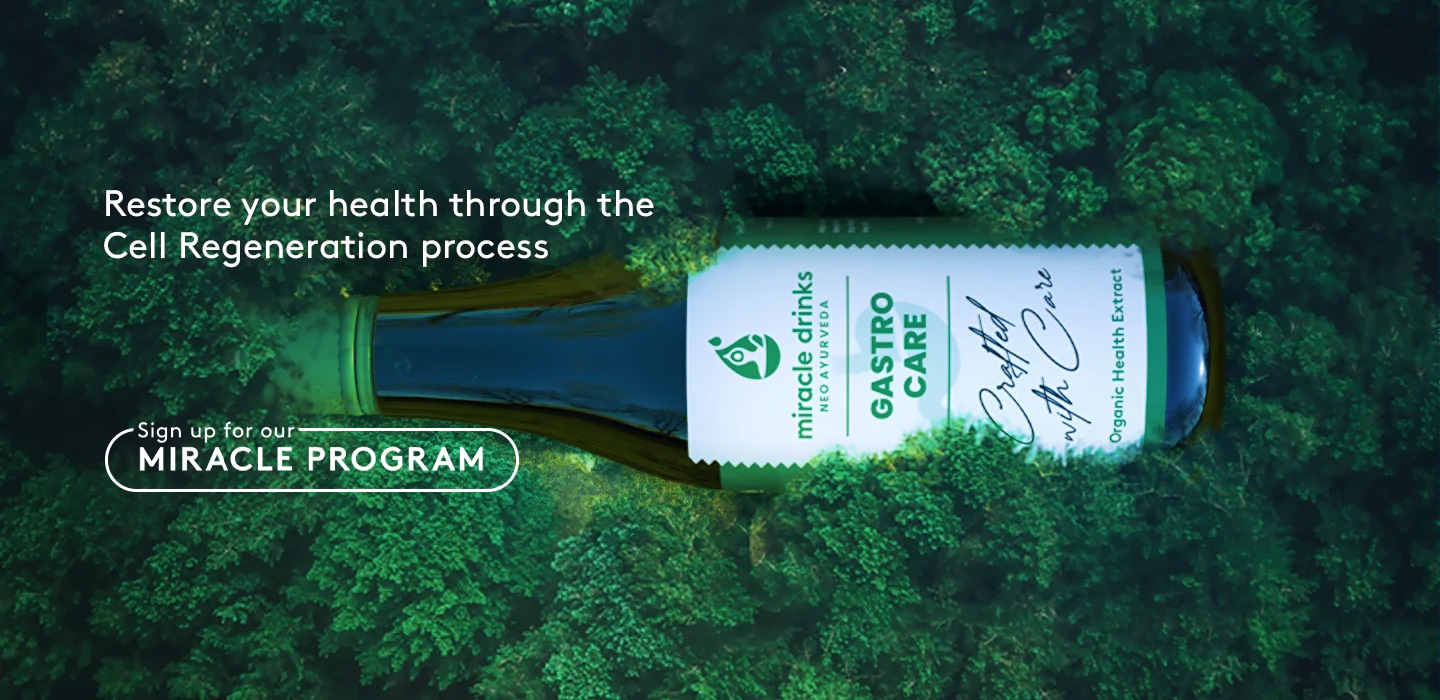 Restore your health through the
Cell Regeneration process
Sign up for our
MIRACLE PROGRAM
miracle drinks
NEO AYURVEDA
GASTRO
CARE
Crafted
with Care
Organic Health Extract